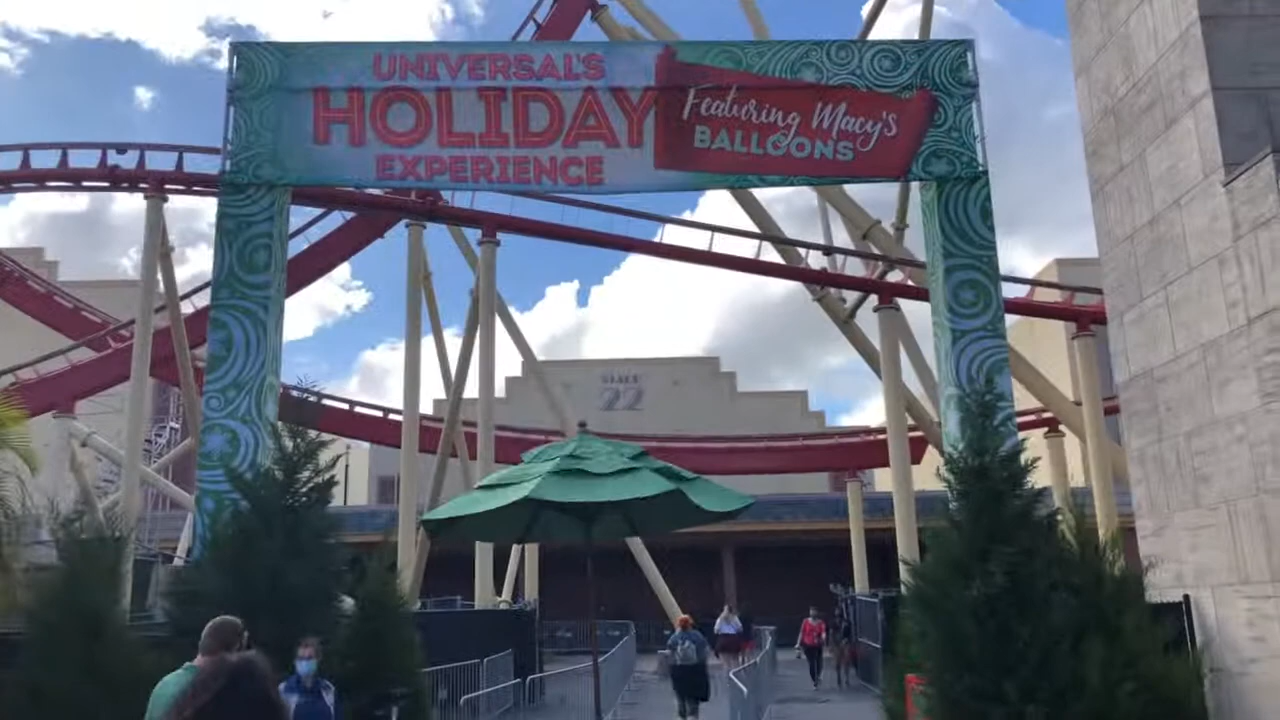 UNIVERSAL'S
HOLIDAY
EXPERIENCE
Featuring Macy's
BALLOONS
STAGE
22